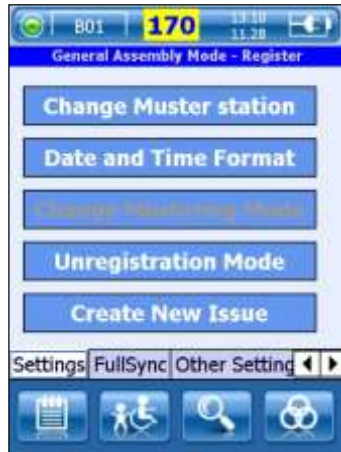 B01 170 13:10
11.28
General Assembly Mode - Register
Change Muster station
Date and Time Format
Change Mustering Mode
Unregistration Mode
Create New Issue
Settings FullSync Other Setting